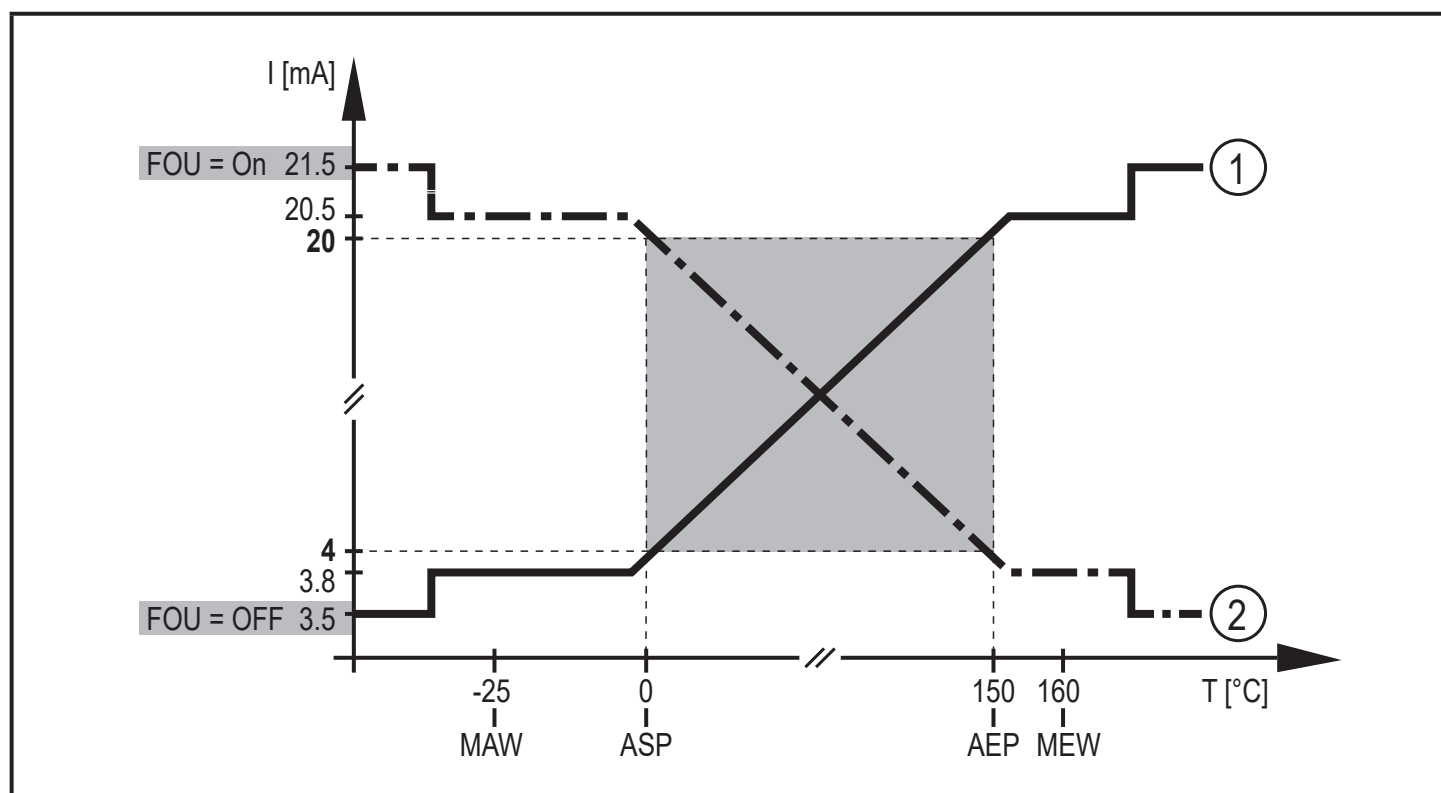 I [mA]
FOU = On 21.5
1
20.5
20
4
3.8
FOU = OFF 3.5
2
-25 0 150 160 T [°C]
MAW ASP AEP MEW